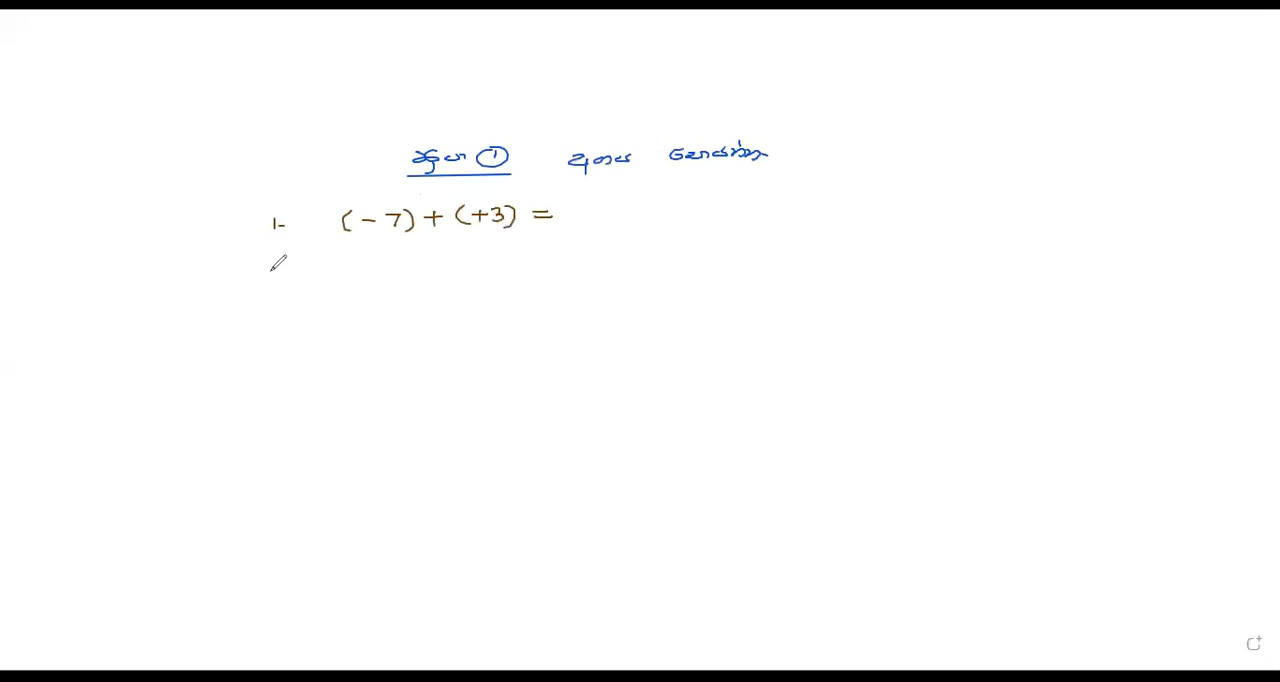 ක්‍රියා ① අගය සොයන්න
1- (-7) + (+3) =